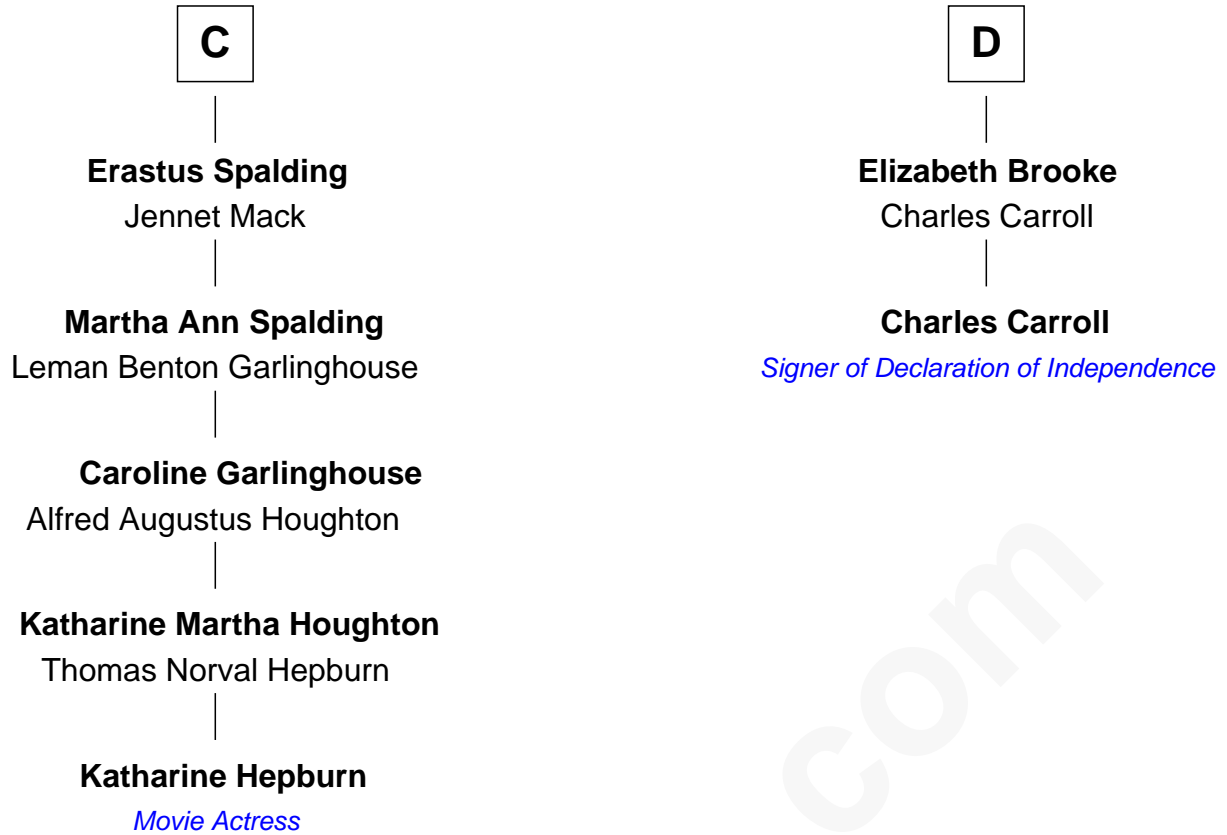 C
Erastus Spalding
Jennet Mack
Martha Ann Spalding
Leman Benton Garlinghouse
Caroline Garlinghouse
Alfred Augustus Houghton
Katharine Martha Houghton
Thomas Norval Hepburn
Katharine Hepburn
Movie Actress
D
Elizabeth Brooke
Charles Carroll
Charles Carroll
Signer of Declaration of Independence
com